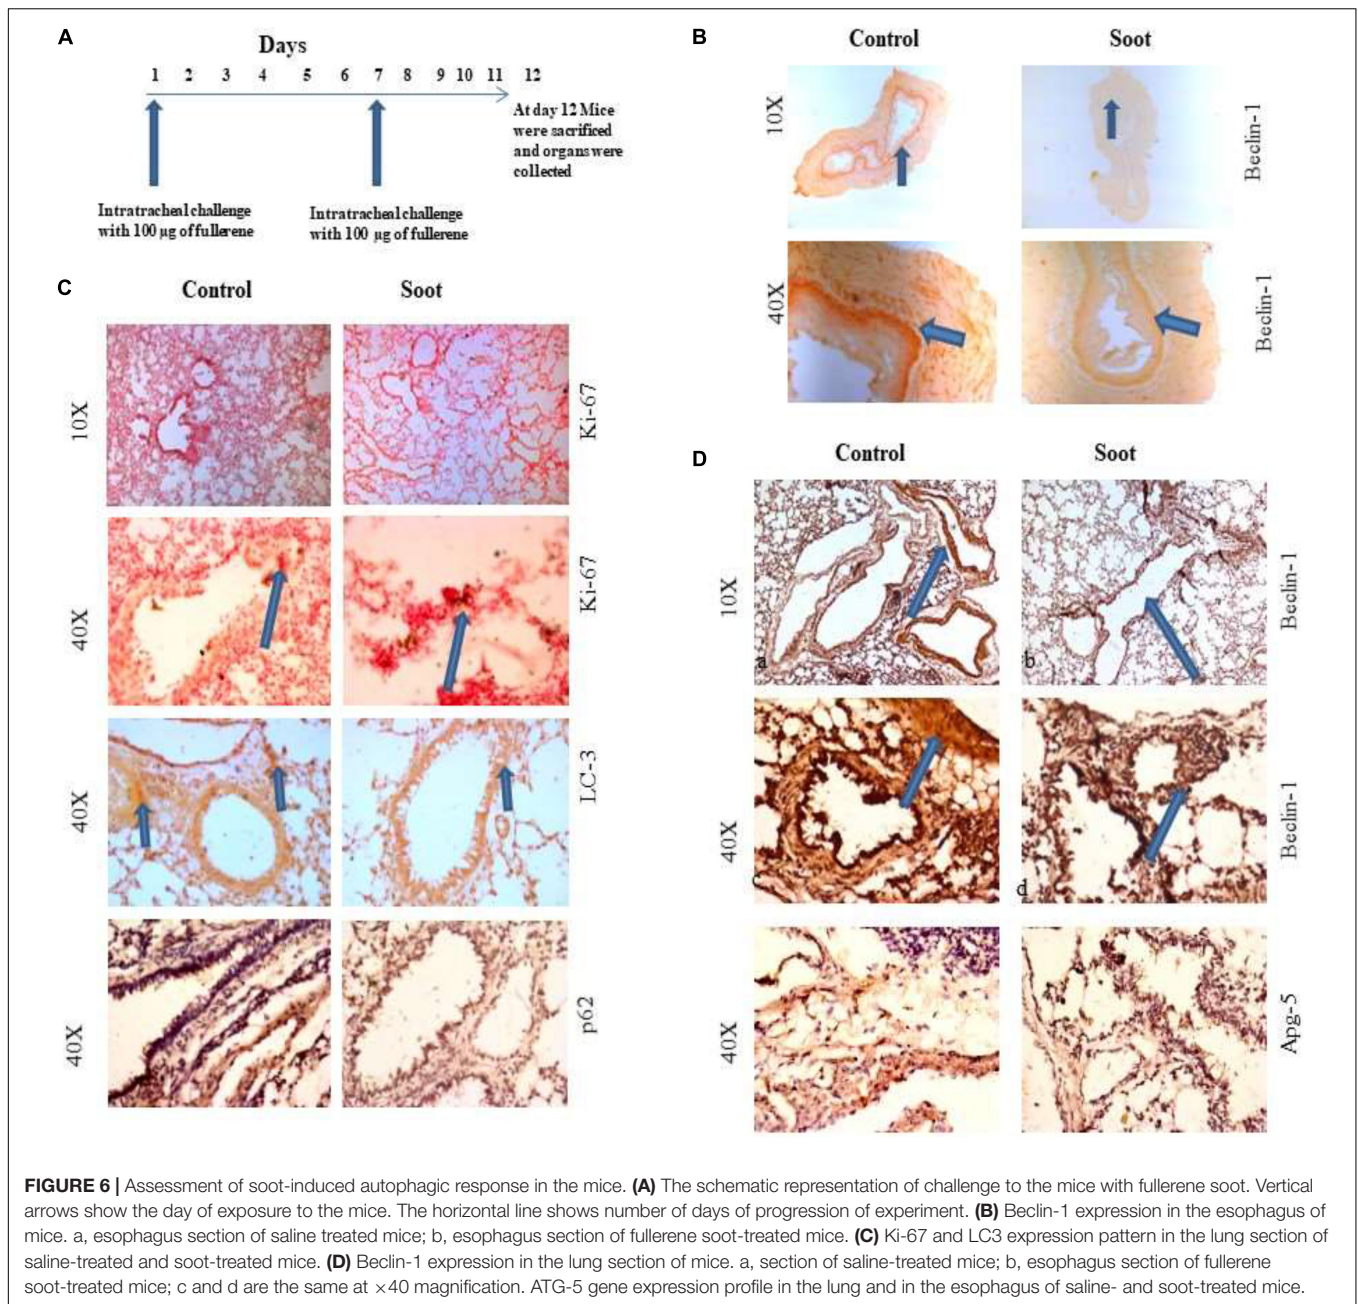 A
Days
1 2 3 4 5 6 7 8 9 10 11 12
At day 12 Mice
were sacrificed
and organs were
collected
Intratracheal challenge
with 100 µg of fullerene
Intratracheal challenge
with 100 µg of fullerene
B
Control Soot
10X
Beclin-1
40X
Beclin-1
C
Control Soot
10X
Ki-67
40X
Ki-67
40X
LC-3
40X
p62
D
Control Soot
10X
a
b
Beclin-1
40X
c
d
Beclin-1
40X
Apg-5
FIGURE 6 | Assessment of soot-induced autophagic response in the mice. (A) The schematic representation of challenge to the mice with fullerene soot. Vertical
arrows show the day of exposure to the mice. The horizontal line shows number of days of progression of experiment. (B) Beclin-1 expression in the esophagus of
mice. a, esophagus section of saline treated mice; b, esophagus section of fullerene soot-treated mice. (C) Ki-67 and LC3 expression pattern in the lung section of
saline-treated and soot-treated mice. (D) Beclin-1 expression in the lung section of mice. a, section of saline-treated mice; b, esophagus section of fullerene
soot-treated mice; c and d are the same at ×40 magnification. ATG-5 gene expression profile in the lung and in the esophagus of saline- and soot-treated mice.